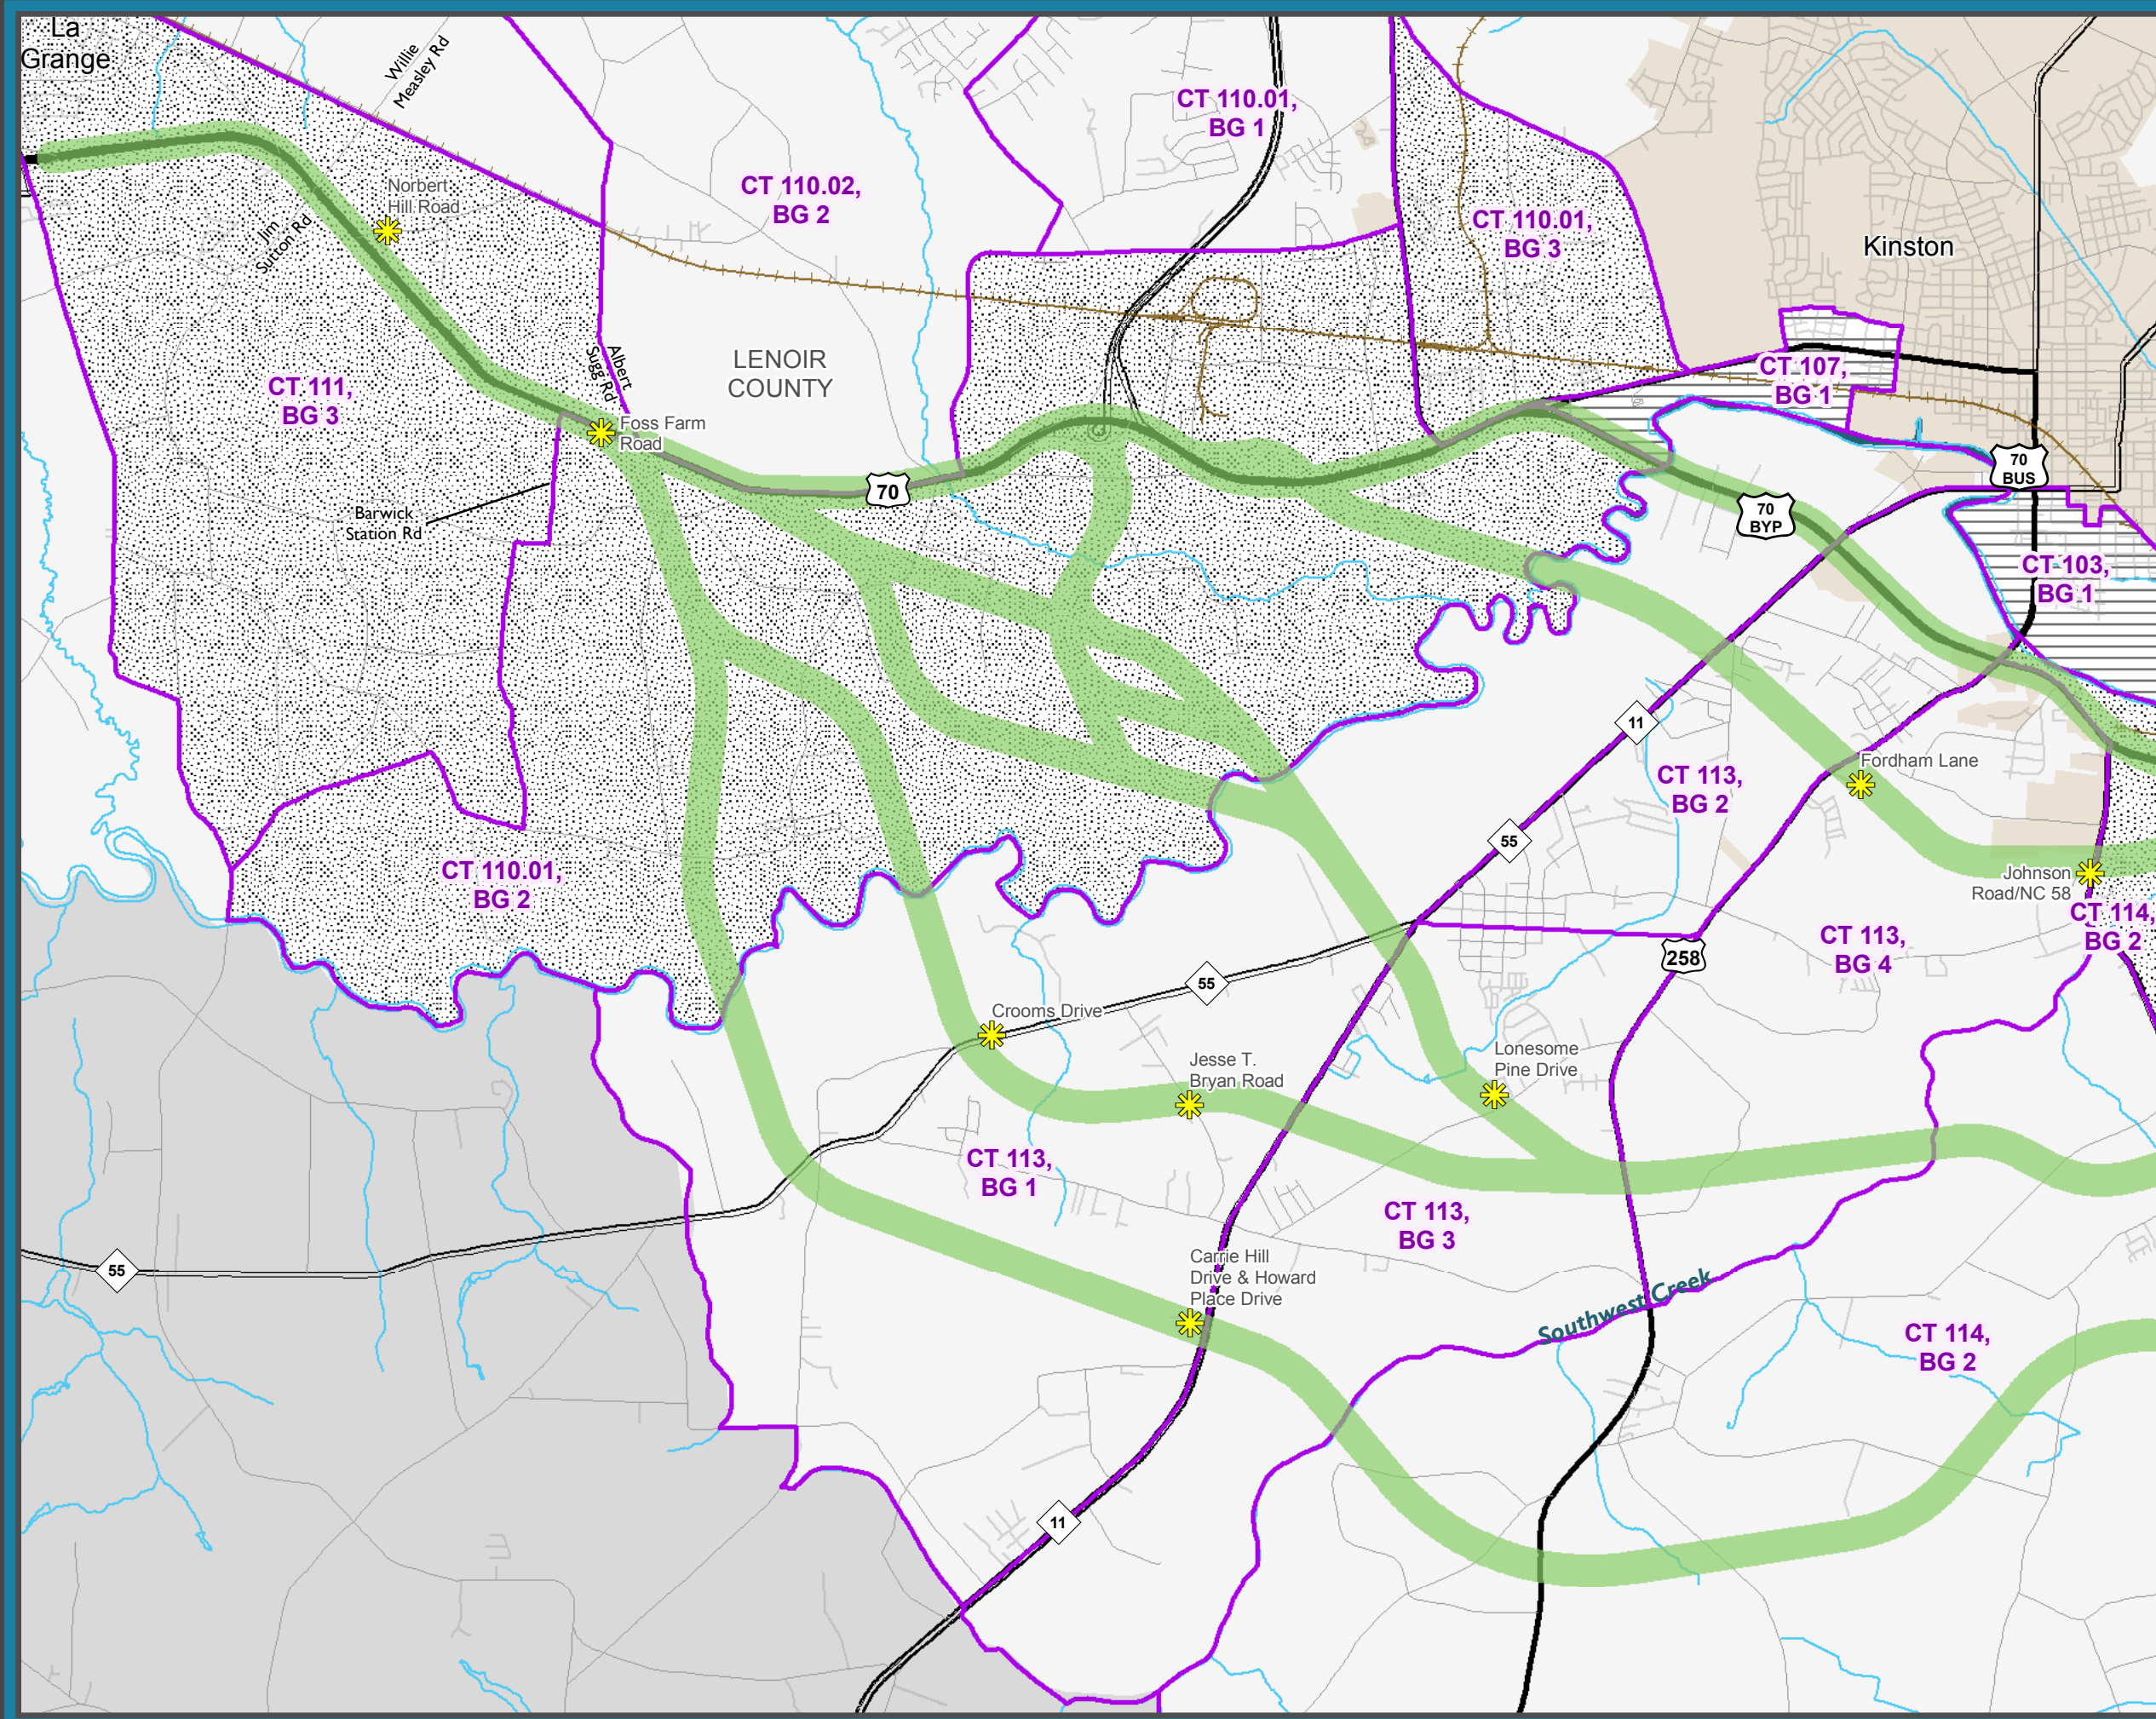 La
Grange
Willie
Measley Rd
CT 110.01,
BG 1
CT 110.02,
BG 2
Norbert
Hill Road
Jim
Sutton Rd
CT 110.01,
BG 3
Kinston
LENOIR
COUNTY
Albert
Sugg Rd
CT 111,
BG 3
CT 107,
BG 1
Foss Farm
Road
70
70
BUS
70
BYP
Barwick
Station Rd
CT 103,
BG 1
11
Fordham Lane
CT 113,
BG 2
55
CT 110.01,
BG 2
Johnson
Road/NC 58
CT 114,
BG 2
CT 113,
BG 4
258
55
Crooms Drive
Jesse T.
Bryan Road
Lonesome
Pine Drive
CT 113,
BG 1
CT 113,
BG 3
55
Carrie Hill
Drive & Howard
Place Drive
Southwest Creek
CT 114,
BG 2
11